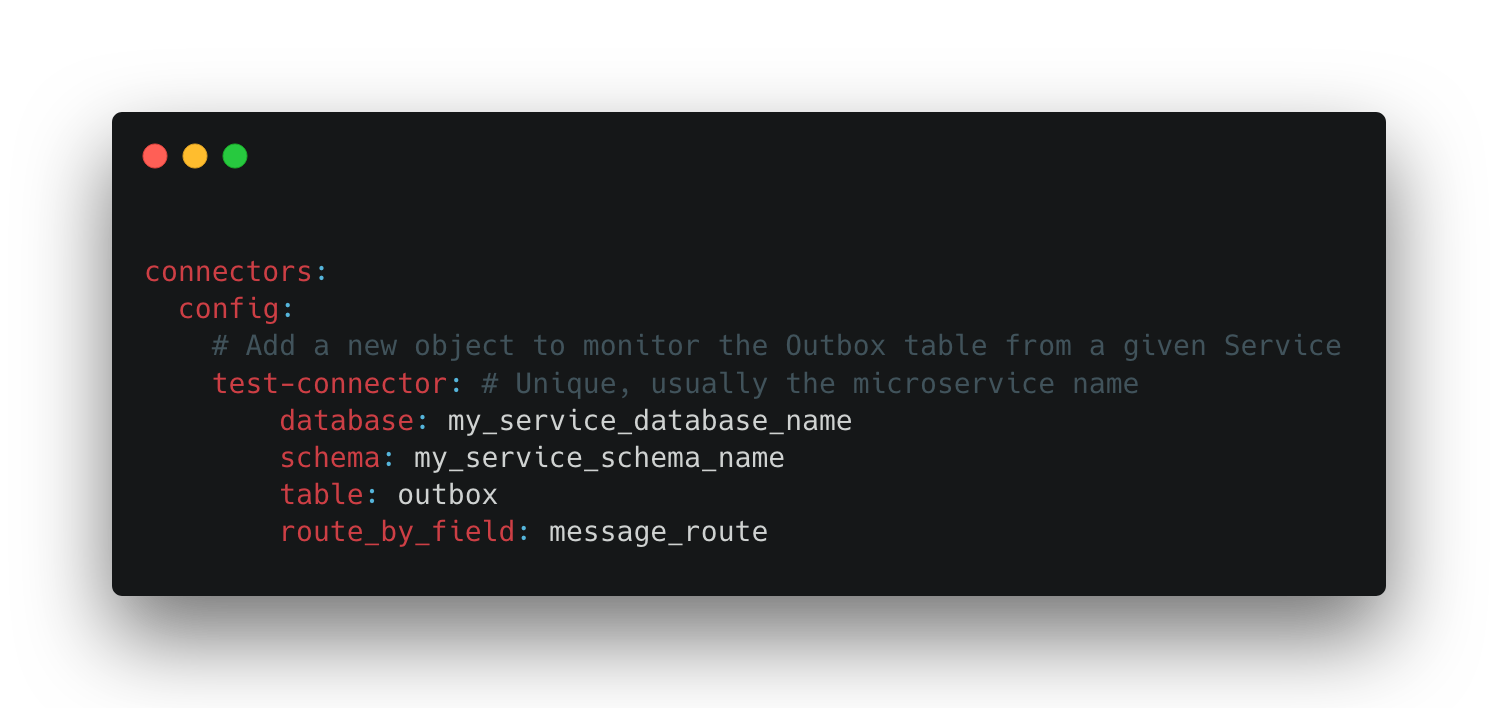 connectors:
  config:
    # Add a new object to monitor the Outbox table from a given Service
    test-connector: # Unique, usually the microservice name
        database: my_service_database_name
        schema: my_service_schema_name
        table: outbox
        route_by_field: message_route